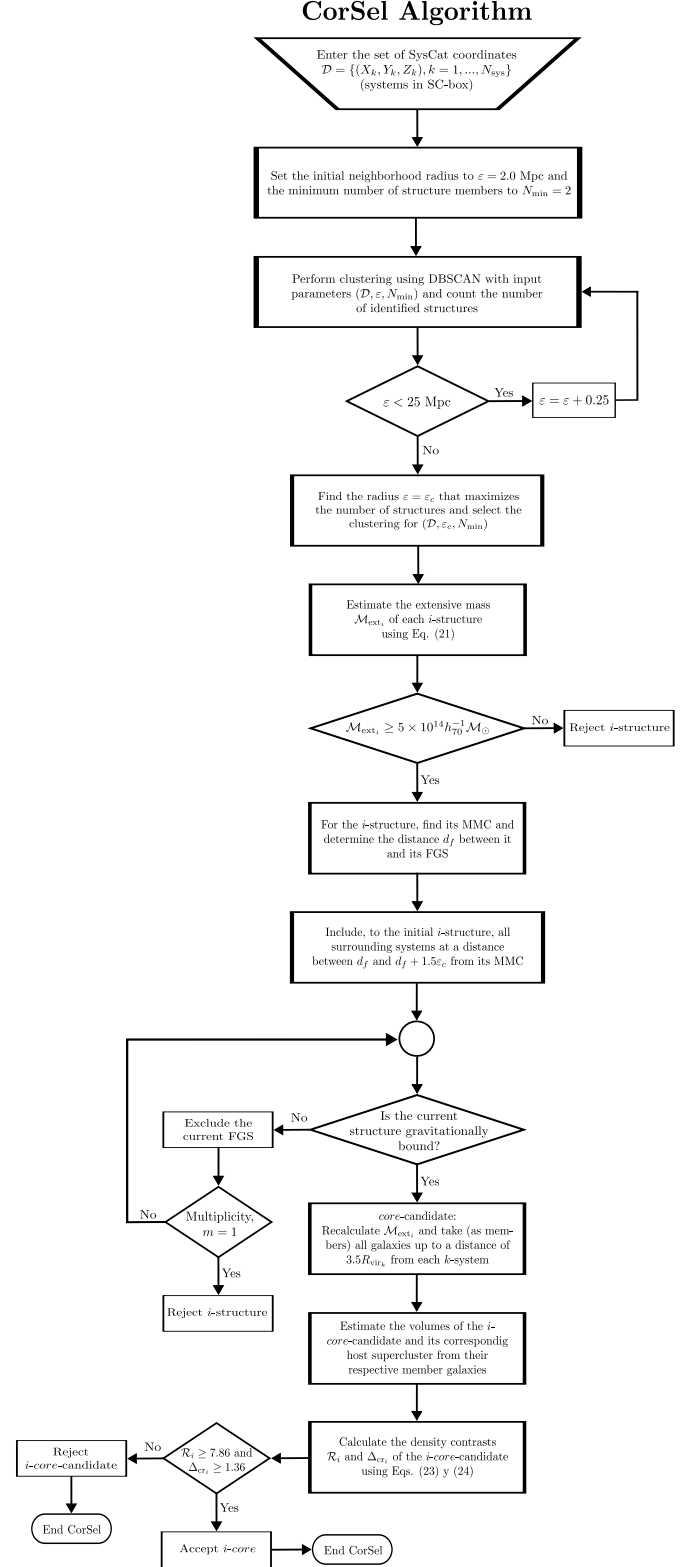 CorSel Algorithm
Enter the set of SysCat coordinates
𝒟 = {(X_k, Y_k, Z_k), k = 1, ..., N_sys}
(systems in SC-box)
Set the initial neighborhood radius to ε = 2.0 Mpc and
the minimum number of structure members to N_min = 2
Perform clustering using DBSCAN with input
parameters (𝒟, ε, N_min) and count the number
of identified structures
ε < 25 Mpc
Yes
ε = ε + 0.25
No
Find the radius ε = ε_c that maximizes
the number of structures and select the
clustering for (𝒟, ε_c, N_min)
Estimate the extensive mass
ℳ_ext_i of each i-structure
using Eq. (21)
ℳ_ext_i ≥ 5 × 10^14 h_70^−1 ℳ_⊙
No
Reject i-structure
Yes
For the i-structure, find its MMC and
determine the distance d_f between it
and its FGS
Include, to the initial i-structure, all
surrounding systems at a distance
between d_f and d_f + 1.5ε_c from its MMC
Is the current
structure gravitationally
bound?
No
Exclude the
current FGS
Multiplicity,
m = 1
No
Yes
Reject i-structure
Yes
core-candidate:
Recalculate ℳ_ext_i and take (as mem-
bers) all galaxies up to a distance of
3.5R_vir_k from each k-system
Estimate the volumes of the i-
core-candidate and its correspondig
host supercluster from their
respective member galaxies
Calculate the density contrasts
ℛ_i and Δ_cr_i of the i-core-candidate
using Eqs. (23) y (24)
ℛ_i ≥ 7.86 and
Δ_cr_i ≥ 1.36
No
Reject
i-core-candidate
End CorSel
Yes
Accept i-core
End CorSel